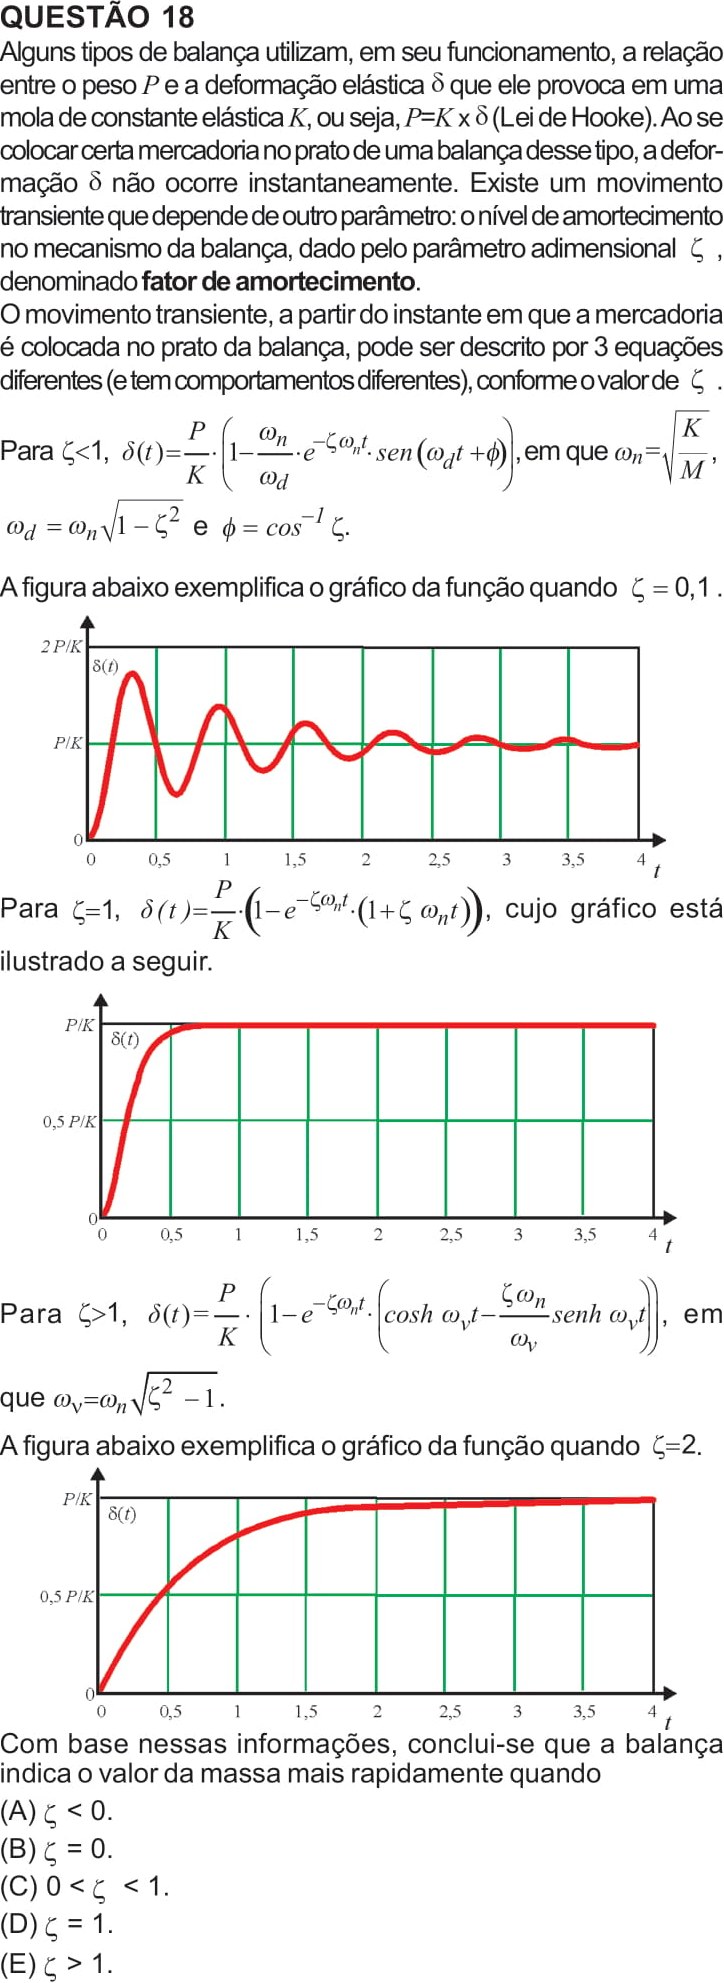 QUESTÃO 18
Alguns tipos de balança utilizam, em seu funcionamento, a relação
entre o peso P e a deformação elástica δ que ele provoca em uma
mola de constante elástica K, ou seja, P=K x δ (Lei de Hooke). Ao se
colocar certa mercadoria no prato de uma balança desse tipo, a defor-
mação δ não ocorre instantaneamente. Existe um movimento
transiente que depende de outro parâmetro: o nível de amortecimento
no mecanismo da balança, dado pelo parâmetro adimensional ζ ,
denominado fator de amortecimento.
O movimento transiente, a partir do instante em que a mercadoria
é colocada no prato da balança, pode ser descrito por 3 equações
diferentes (e tem comportamentos diferentes), conforme o valor de ζ .
Para ζ<1, δ(t)=P/K·(1−ωn/ωd·e^−ζωnt·sen(ωdt+ϕ)), em que ωn=√(K/M),
ωd = ωn√(1−ζ²) e ϕ = cos⁻¹ ζ.
A figura abaixo exemplifica o gráfico da função quando ζ = 0,1 .
2 P/K
δ(t)
P/K
0
0 0,5 1 1,5 2 2,5 3 3,5 4 t
Para ζ=1, δ(t)=P/K·(1−e^−ζωnt·(1+ζ ωnt)), cujo gráfico está
ilustrado a seguir.
P/K
δ(t)
0,5 P/K
0
0 0,5 1 1,5 2 2,5 3 3,5 4 t
Para ζ>1, δ(t)=P/K·(1−e^−ζωnt·(cosh ωvt−ζωn/ωv senh ωvt)), em
que ωv=ωn√(ζ² −1).
A figura abaixo exemplifica o gráfico da função quando ζ=2.
P/K
δ(t)
0,5 P/K
0
0 0,5 1 1,5 2 2,5 3 3,5 4 t
Com base nessas informações, conclui-se que a balança
indica o valor da massa mais rapidamente quando
(A) ζ < 0.
(B) ζ = 0.
(C) 0 < ζ < 1.
(D) ζ = 1.
(E) ζ > 1.